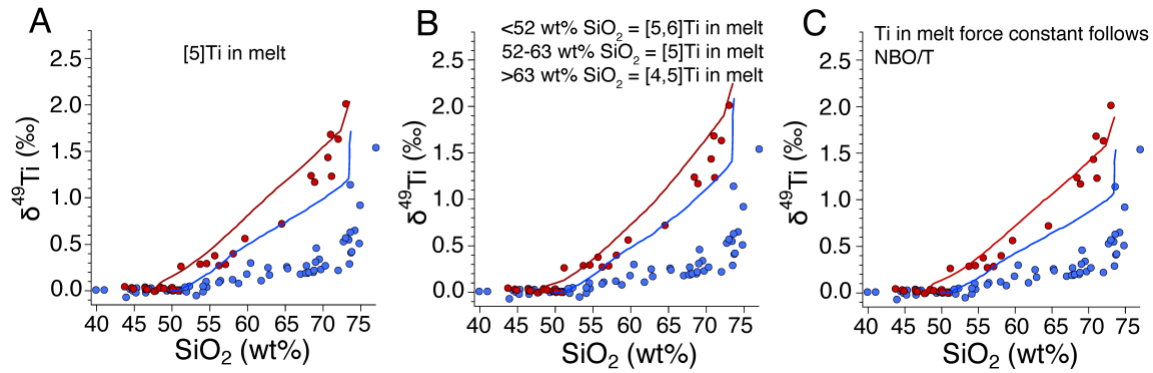 A
[5]Ti in melt
2.5
2.0
1.5
1.0
0.5
0.0
δ⁴⁹Ti (‰)
40 45 50 55 60 65 70 75
SiO₂ (wt%)
B
<52 wt% SiO₂ = [5,6]Ti in melt
52-63 wt% SiO₂ = [5]Ti in melt
>63 wt% SiO₂ = [4,5]Ti in melt
2.5
2.0
1.5
1.0
0.5
0.0
δ⁴⁹Ti (‰)
40 45 50 55 60 65 70 75
SiO₂ (wt%)
C
Ti in melt force constant follows
NBO/T
2.5
2.0
1.5
1.0
0.5
0.0
δ⁴⁹Ti (‰)
40 45 50 55 60 65 70 75
SiO₂ (wt%)